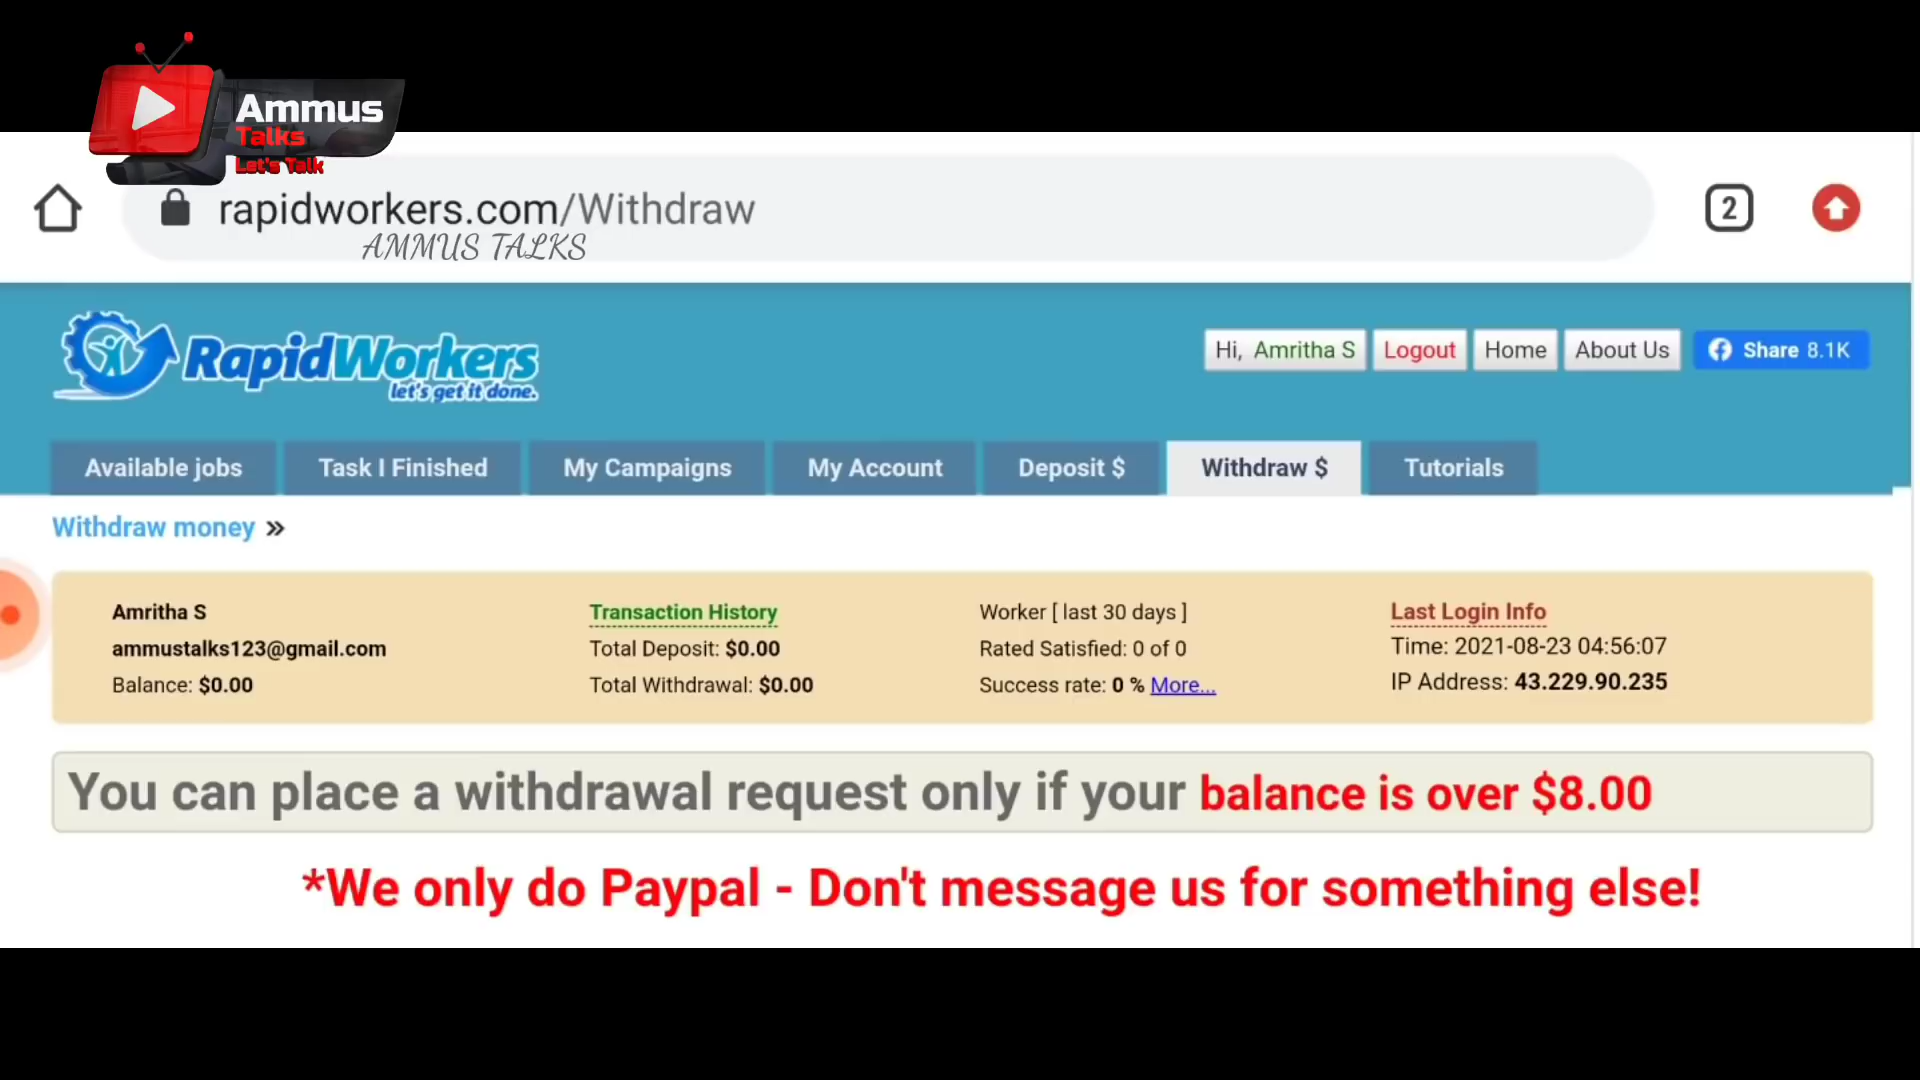 Ammus
Talks
Let's Talk
rapidworkers.com/Withdraw
2
AMMUS TALKS
RapidWorkers
let's get it done.
Hi, Amritha S Logout Home About Us Share 8.1K
Available jobs Task I Finished My Campaigns My Account Deposit $ Withdraw $ Tutorials
Withdraw money »
Amritha S Transaction History Worker [ last 30 days ] Last Login Info
ammustalks123@gmail.com Total Deposit: $0.00 Rated Satisfied: 0 of 0 Time: 2021-08-23 04:56:07
Balance: $0.00 Total Withdrawal: $0.00 Success rate: 0 % More... IP Address: 43.229.90.235
You can place a withdrawal request only if your balance is over $8.00
*We only do Paypal - Don't message us for something else!